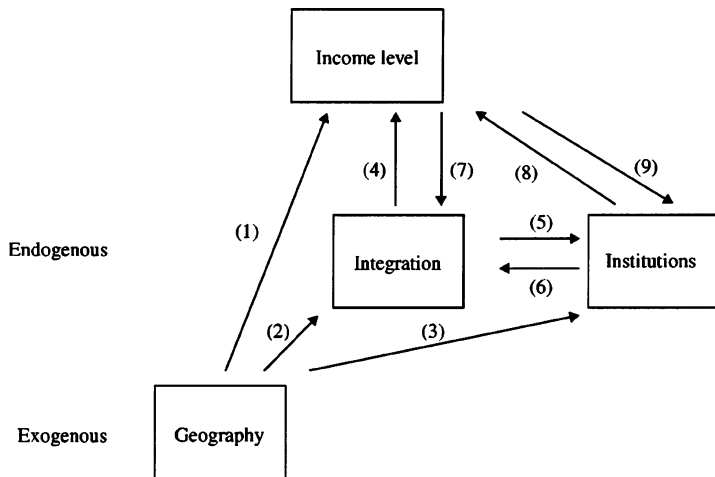 Income level
(4)
(7)
(8)
(9)
(1)
(5)
Endogenous
Integration
Institutions
(6)
(2)
(3)
Exogenous
Geography